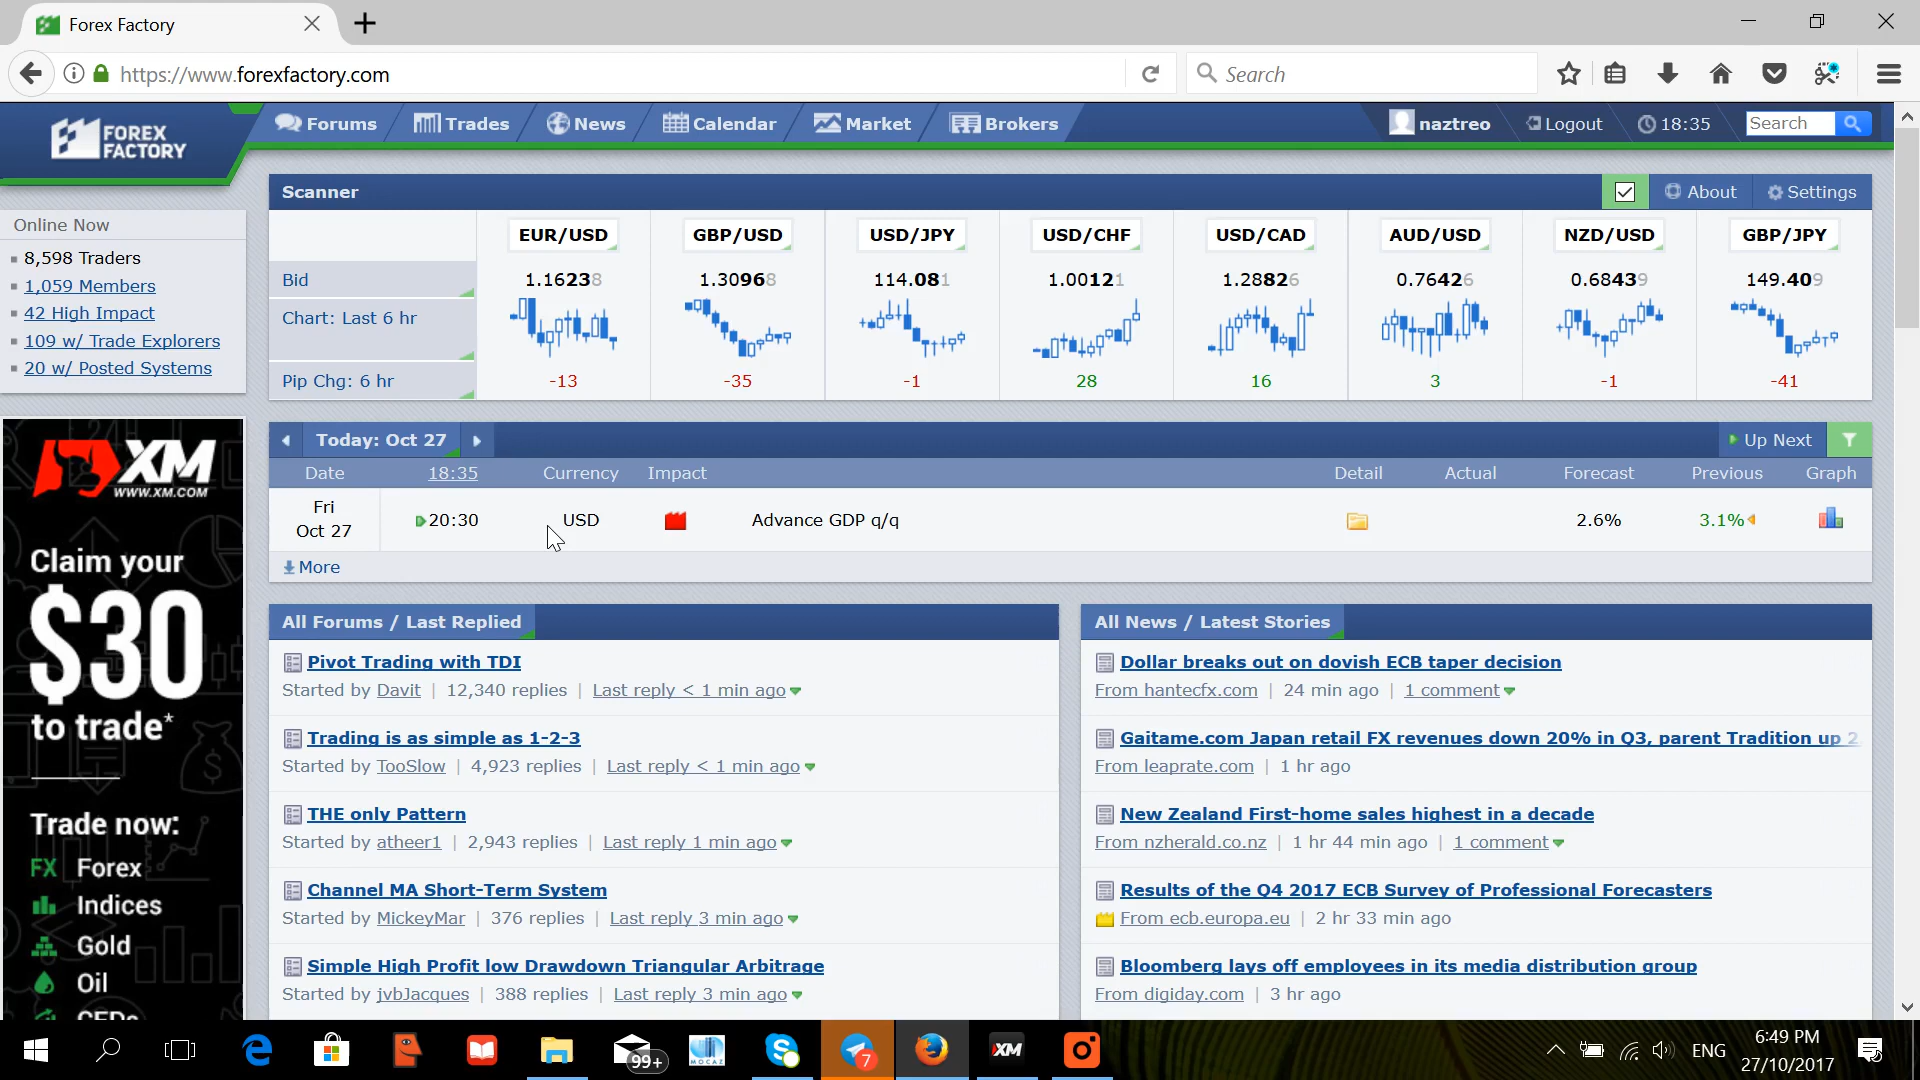 Forex Factory
https://www.forexfactory.com
Search
FOREX
FACTORY
Forums
Trades
News
Calendar
Market
Brokers
naztreo
Logout
18:35
Search
Online Now
8,598 Traders
1,059 Members
42 High Impact
109 w/ Trade Explorers
20 w/ Posted Systems
Scanner
About
Settings
EUR/USD GBP/USD USD/JPY USD/CHF USD/CAD AUD/USD NZD/USD GBP/JPY
Bid 1.16238 1.30968 114.081 1.00121 1.28826 0.76426 0.68439 149.409
Chart: Last 6 hr
Pip Chg: 6 hr -13 -35 -1 28 16 3 -1 -41
Today: Oct 27
Up Next
Date 18:35 Currency Impact Detail Actual Forecast Previous Graph
Fri
Oct 27
20:30 USD Advance GDP q/q 2.6% 3.1%
More
All Forums / Last Replied
Pivot Trading with TDI
Started by Davit | 12,340 replies | Last reply < 1 min ago
Trading is as simple as 1-2-3
Started by TooSlow | 4,923 replies | Last reply < 1 min ago
THE only Pattern
Started by atheer1 | 2,943 replies | Last reply 1 min ago
Channel MA Short-Term System
Started by MickeyMar | 376 replies | Last reply 3 min ago
Simple High Profit low Drawdown Triangular Arbitrage
Started by jvbJacques | 388 replies | Last reply 3 min ago
All News / Latest Stories
Dollar breaks out on dovish ECB taper decision
From hantecfx.com | 24 min ago | 1 comment
Gaitame.com Japan retail FX revenues down 20% in Q3, parent Tradition up 2
From leaprate.com | 1 hr ago
New Zealand First-home sales highest in a decade
From nzherald.co.nz | 1 hr 44 min ago | 1 comment
Results of the Q4 2017 ECB Survey of Professional Forecasters
From ecb.europa.eu | 2 hr 33 min ago
Bloomberg lays off employees in its media distribution group
From digiday.com | 3 hr ago
XM
WWW.XM.COM
Claim your
$30
to trade*
Trade now:
FX Forex
Indices
Gold
Oil
CFDs
99+
MOCAZ
7
XM
ENG
6:49 PM
27/10/2017